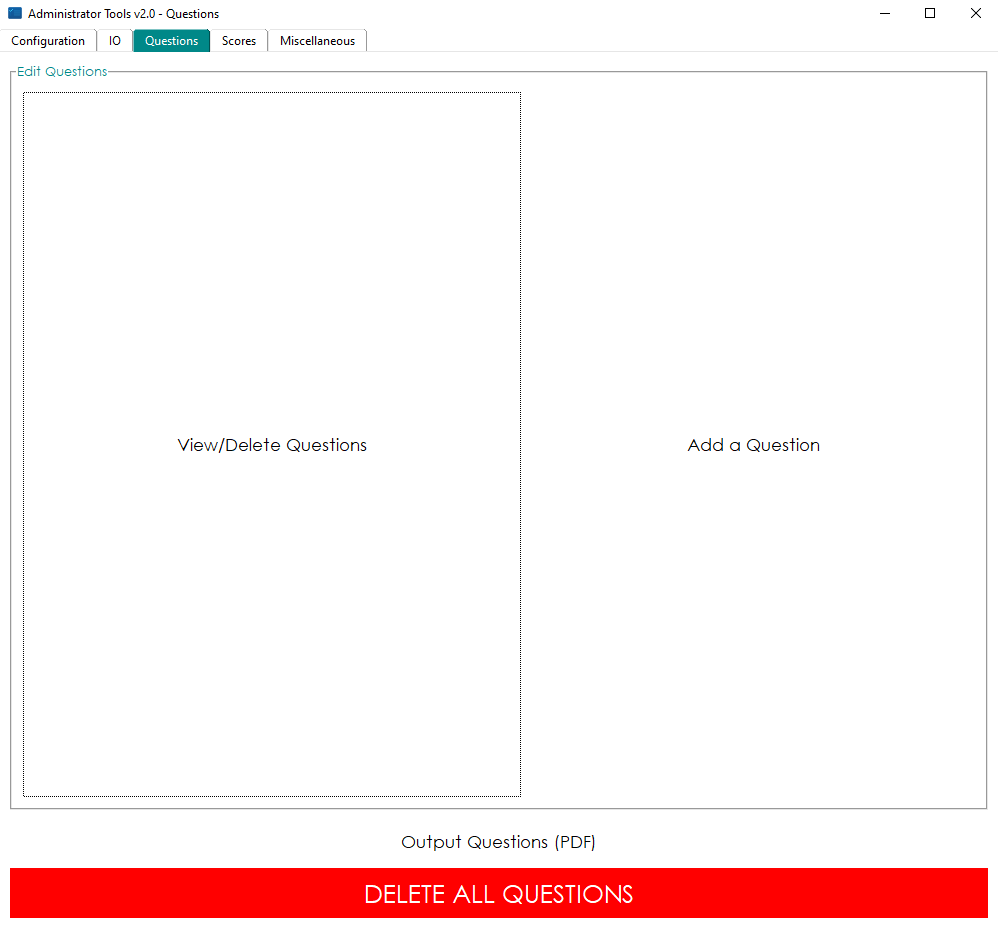 Administrator Tools v2.0 - Questions
Configuration IO Questions Scores Miscellaneous
Edit Questions
View/Delete Questions Add a Question
Output Questions (PDF)
DELETE ALL QUESTIONS